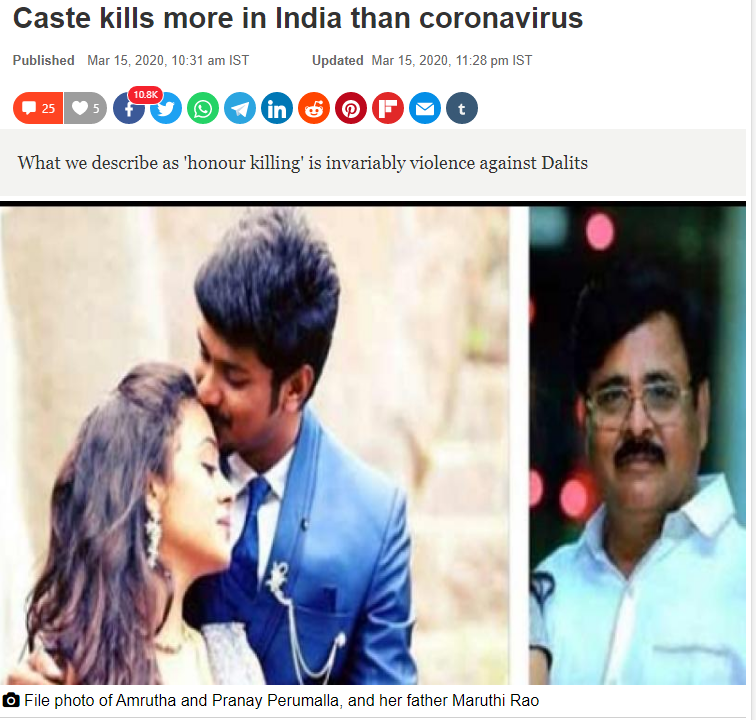 Caste kills more in India than coronavirus
Published Mar 15, 2020, 10:31 am IST Updated Mar 15, 2020, 11:28 pm IST
25 5 f 10.8K in t
What we describe as 'honour killing' is invariably violence against Dalits
File photo of Amrutha and Pranay Perumalla, and her father Maruthi Rao